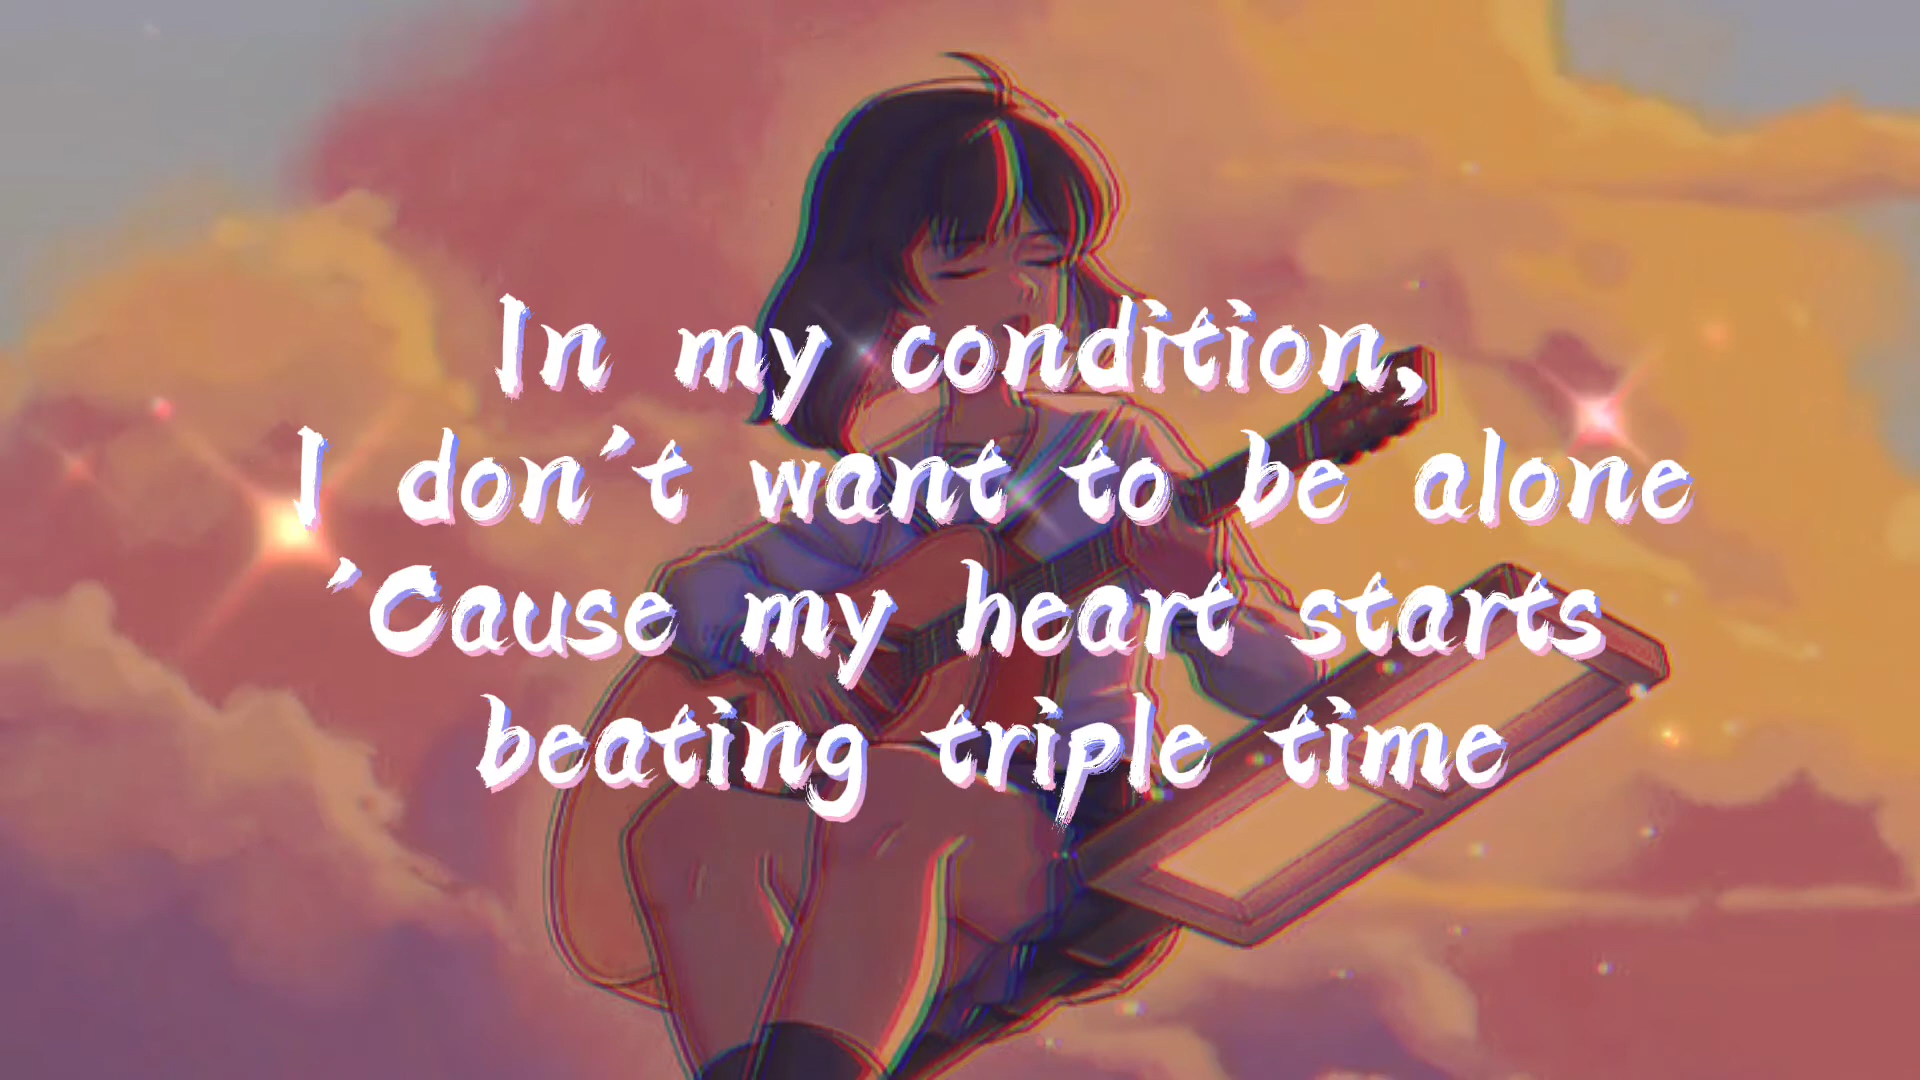 In my condition,
I don't want to be alone
'Cause my heart starts
beating triple time